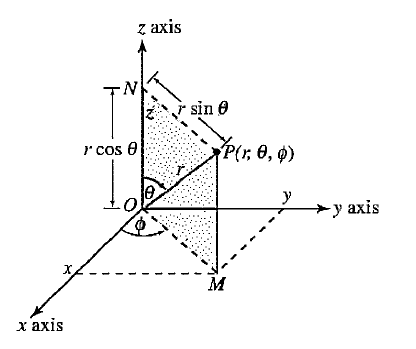 z axis
N
r sin θ
z
r cos θ
P(r, θ, ϕ)
r
θ
y
O
y axis
ϕ
x
M
x axis